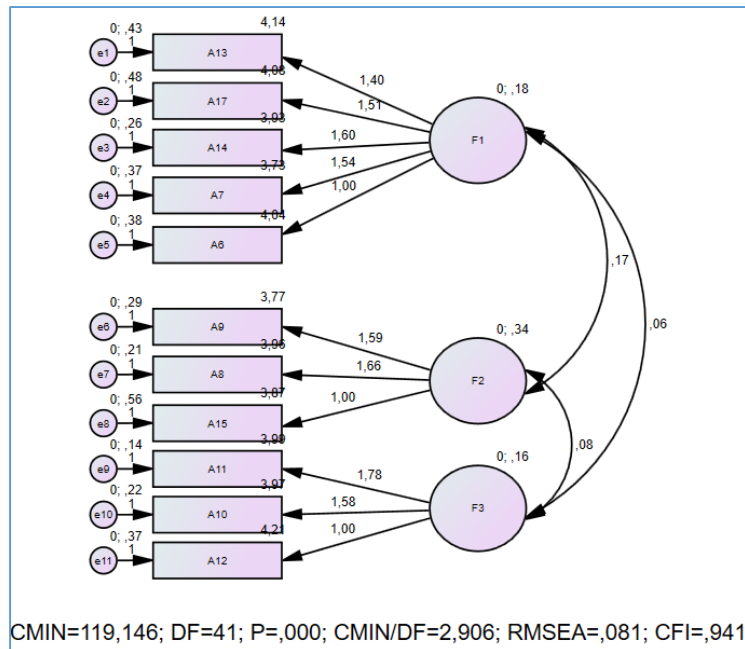 0; ,43
4,14
e1
1
A13
1,40
0; ,48
4,08
e2
1
A17
1,51
0; ,18
0; ,26
3,93
e3
1
A14
1,60
F1
0; ,37
3,73
e4
1
A7
1,54
0; ,38
4,04
e5
1
A6
1,00
,17
,06
0; ,29
3,77
e6
1
A9
1,59
0; ,34
0; ,21
3,96
e7
1
A8
1,66
F2
0; ,56
3,87
e8
1
A15
1,00
,08
0; ,14
3,99
e9
1
A11
1,78
0; ,16
0; ,22
3,97
e10
1
A10
1,58
F3
0; ,37
4,21
e11
1
A12
1,00
CMIN=119,146; DF=41; P=,000; CMIN/DF=2,906; RMSEA=,081; CFI=,941